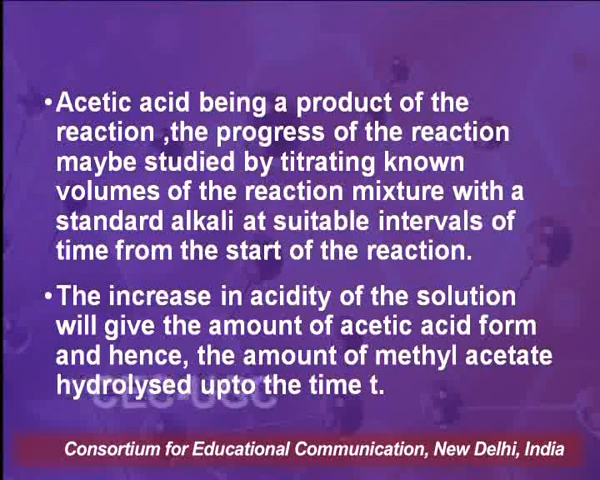 •Acetic acid being a product of the
reaction ,the progress of the reaction
maybe studied by titrating known
volumes of the reaction mixture with a
standard alkali at suitable intervals of
time from the start of the reaction.
•The increase in acidity of the solution
will give the amount of acetic acid form
and hence, the amount of methyl acetate
hydrolysed upto the time t.
CEC-UGC
Consortium for Educational Communication, New Delhi, India